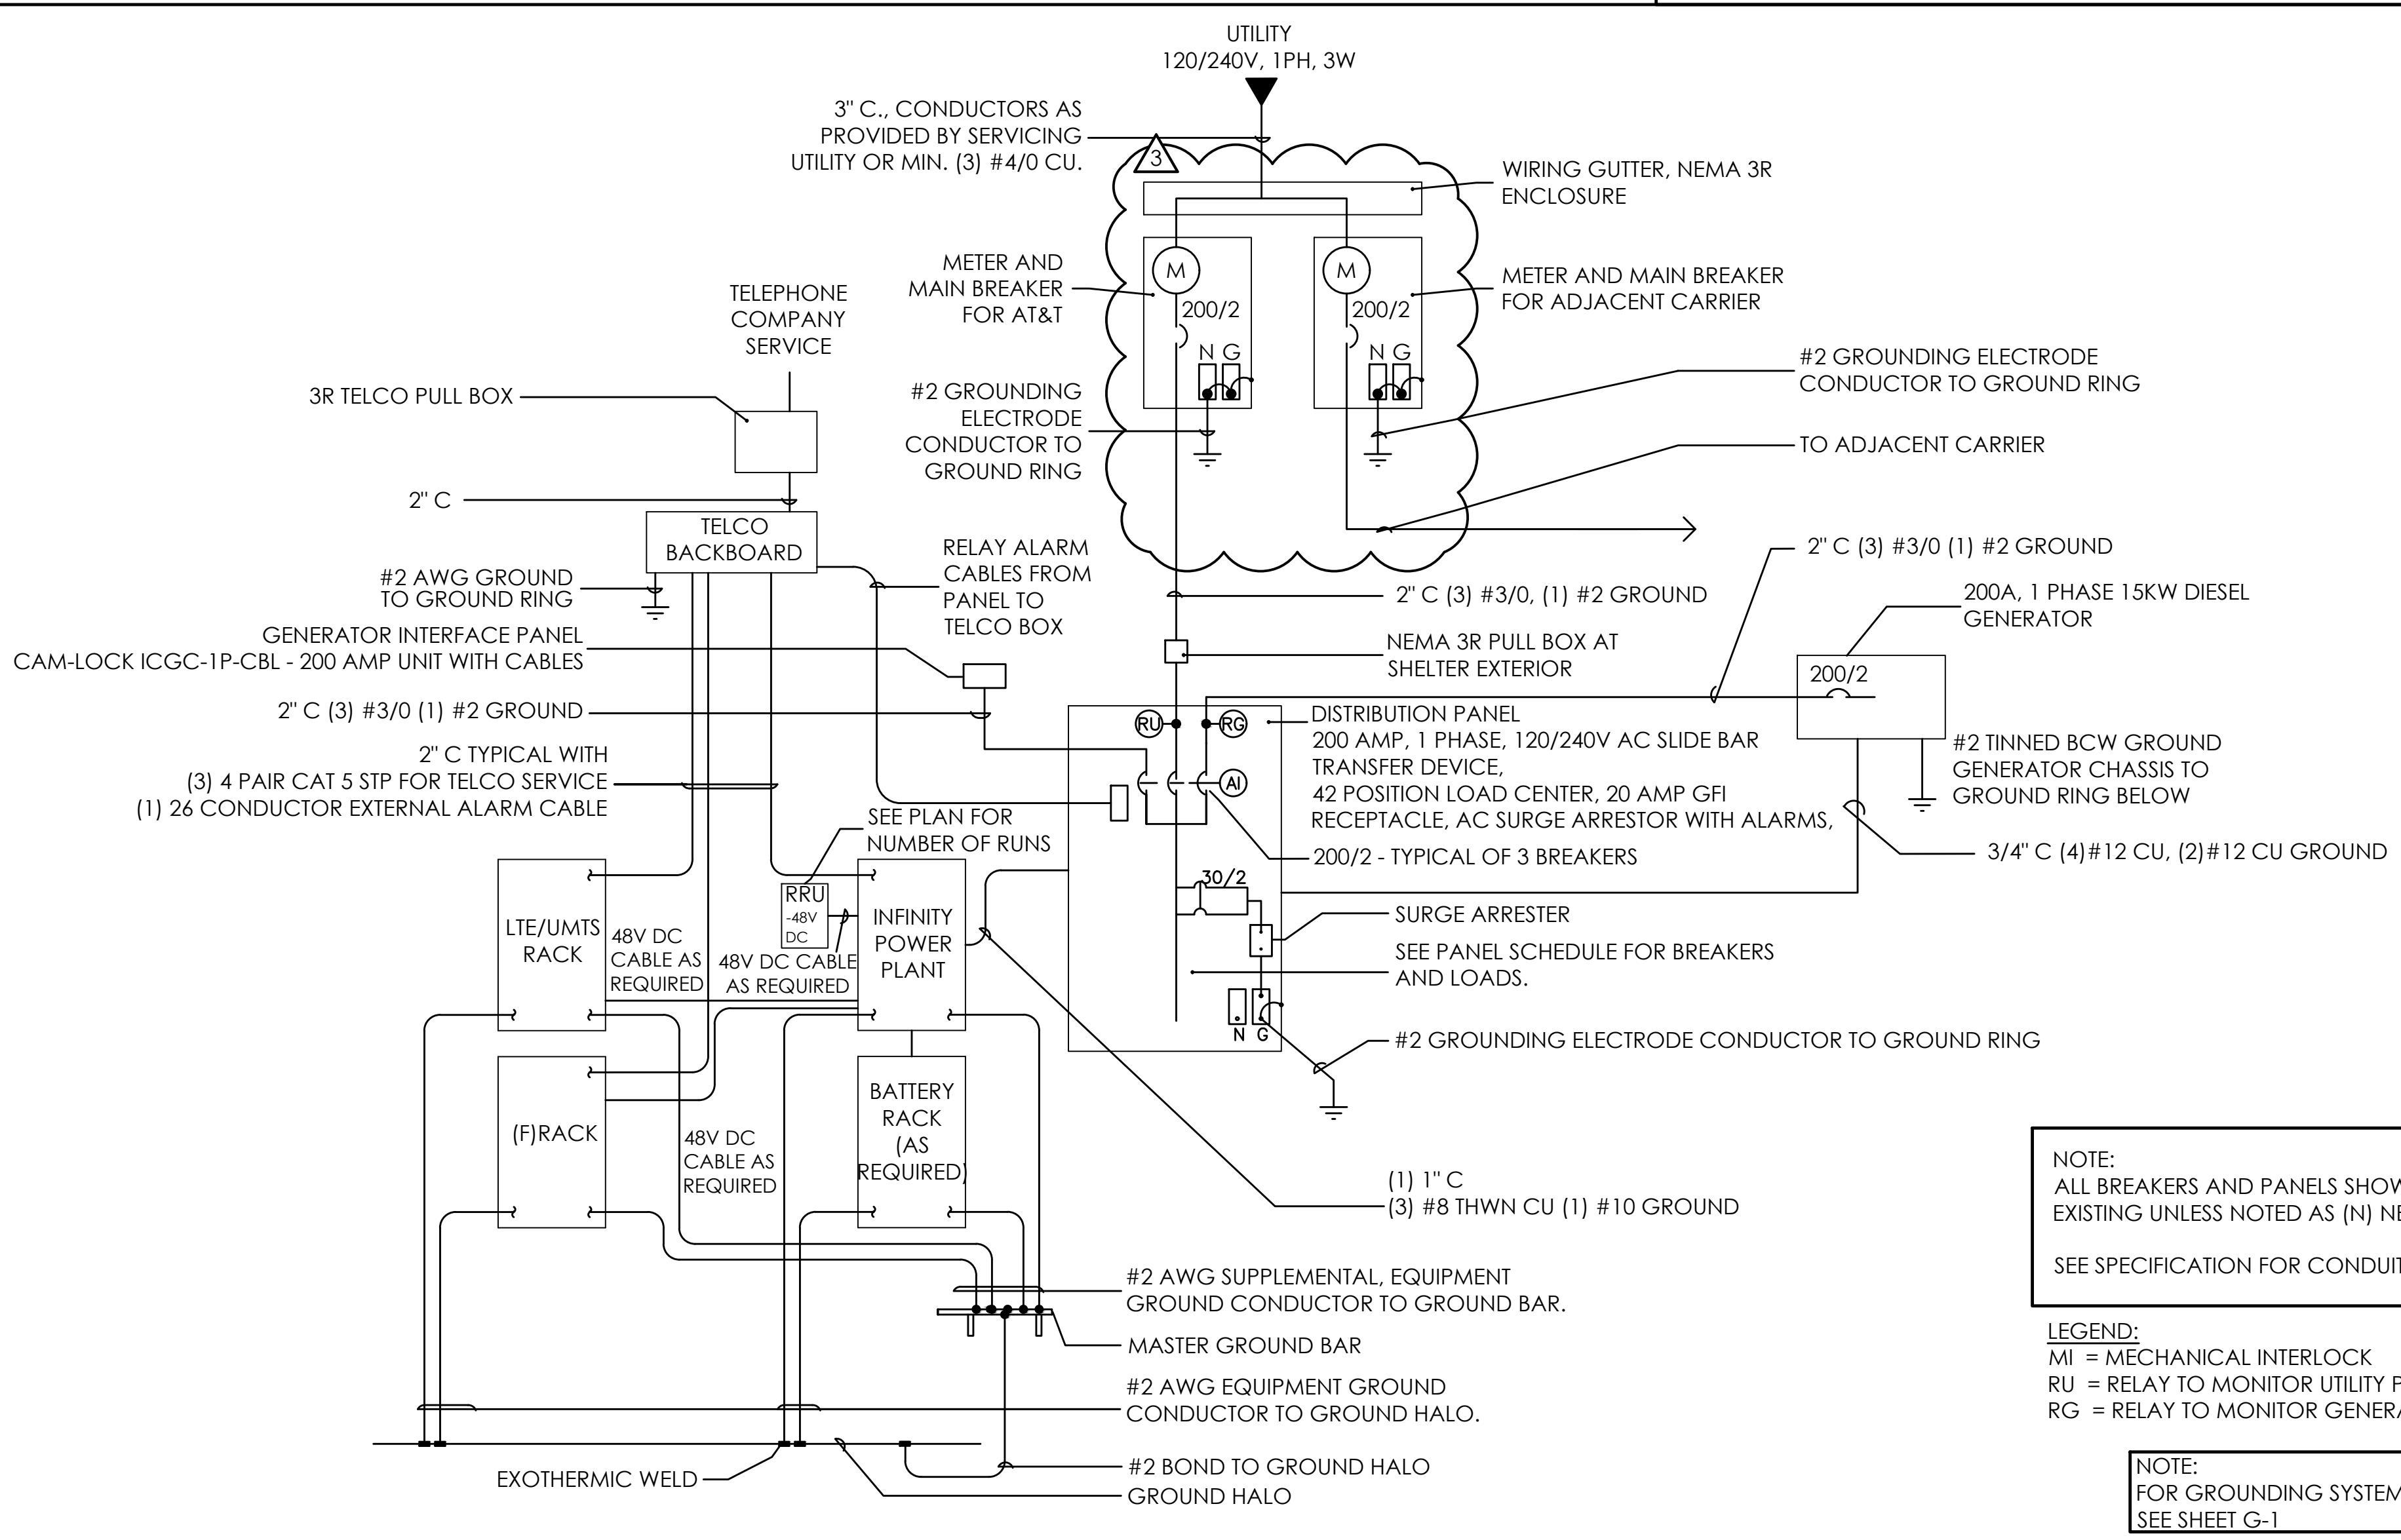 UTILITY
120/240V, 1PH, 3W
3" C., CONDUCTORS AS
PROVIDED BY SERVICING
UTILITY OR MIN. (3) #4/0 CU.
3
WIRING GUTTER, NEMA 3R
ENCLOSURE
METER AND
MAIN BREAKER
FOR AT&T
M
200/2
N G
M
200/2
N G
METER AND MAIN BREAKER
FOR ADJACENT CARRIER
TELEPHONE
COMPANY
SERVICE
3R TELCO PULL BOX
#2 GROUNDING
ELECTRODE
CONDUCTOR TO
GROUND RING
#2 GROUNDING ELECTRODE
CONDUCTOR TO GROUND RING
TO ADJACENT CARRIER
2" C
TELCO
BACKBOARD
#2 AWG GROUND
TO GROUND RING
RELAY ALARM
CABLES FROM
PANEL TO
TELCO BOX
2" C (3) #3/0 (1) #2 GROUND
2" C (3) #3/0, (1) #2 GROUND
200A, 1 PHASE 15KW DIESEL
GENERATOR
GENERATOR INTERFACE PANEL
CAM-LOCK ICGC-1P-CBL - 200 AMP UNIT WITH CABLES
NEMA 3R PULL BOX AT
SHELTER EXTERIOR
200/2
2" C (3) #3/0 (1) #2 GROUND
RU
RG
AI
DISTRIBUTION PANEL
200 AMP, 1 PHASE, 120/240V AC SLIDE BAR
TRANSFER DEVICE,
42 POSITION LOAD CENTER, 20 AMP GFI
RECEPTACLE, AC SURGE ARRESTOR WITH ALARMS,
#2 TINNED BCW GROUND
GENERATOR CHASSIS TO
GROUND RING BELOW
2" C TYPICAL WITH
(3) 4 PAIR CAT 5 STP FOR TELCO SERVICE
(1) 26 CONDUCTOR EXTERNAL ALARM CABLE
SEE PLAN FOR
NUMBER OF RUNS
200/2 - TYPICAL OF 3 BREAKERS
3/4" C (4)#12 CU, (2)#12 CU GROUND
30/2
RRU
-48V
DC
LTE/UMTS
RACK
48V DC
CABLE AS
REQUIRED
48V DC CABLE
AS REQUIRED
INFINITY
POWER
PLANT
SURGE ARRESTER
SEE PANEL SCHEDULE FOR BREAKERS
AND LOADS.
N G
#2 GROUNDING ELECTRODE CONDUCTOR TO GROUND RING
(F)RACK
48V DC
CABLE AS
REQUIRED
BATTERY
RACK
(AS
REQUIRED)
(1) 1" C
(3) #8 THWN CU (1) #10 GROUND
NOTE:
ALL BREAKERS AND PANELS SHOW
EXISTING UNLESS NOTED AS (N) NE
SEE SPECIFICATION FOR CONDUIT
#2 AWG SUPPLEMENTAL, EQUIPMENT
GROUND CONDUCTOR TO GROUND BAR.
MASTER GROUND BAR
LEGEND:
MI = MECHANICAL INTERLOCK
RU = RELAY TO MONITOR UTILITY P
RG = RELAY TO MONITOR GENERA
#2 AWG EQUIPMENT GROUND
CONDUCTOR TO GROUND HALO.
EXOTHERMIC WELD
#2 BOND TO GROUND HALO
GROUND HALO
NOTE:
FOR GROUNDING SYSTEM
SEE SHEET G-1